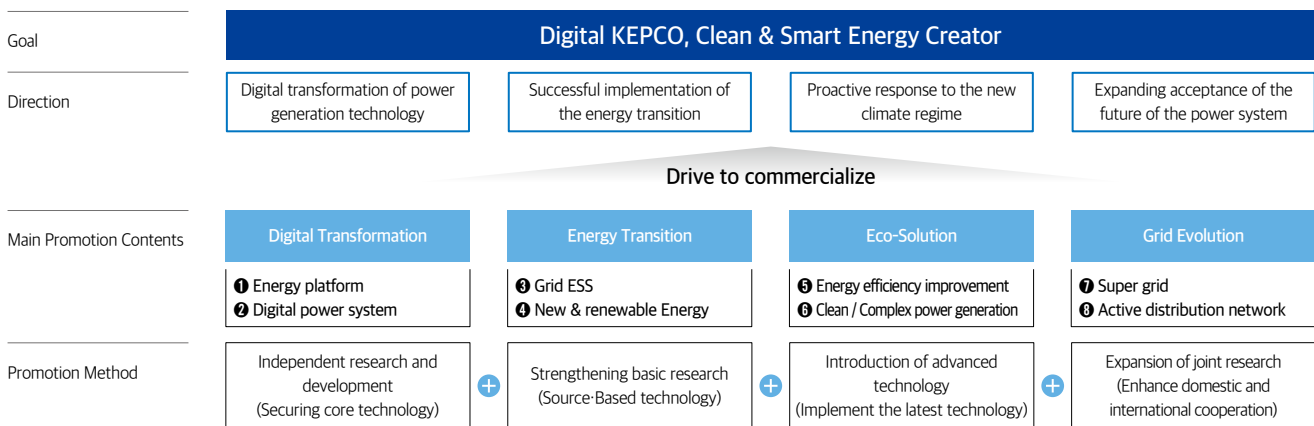 Goal
Digital KEPCO, Clean & Smart Energy Creator
Direction
Digital transformation of power
generation technology
Successful implementation of
the energy transition
Proactive response to the new
climate regime
Expanding acceptance of the
future of the power system
Drive to commercialize
Main Promotion Contents
Digital Transformation
Energy Transition
Eco-Solution
Grid Evolution
❶ Energy platform
❷ Digital power system
❸ Grid ESS
❹ New & renewable Energy
❺ Energy efficiency improvement
❻ Clean / Complex power generation
❼ Super grid
❽ Active distribution network
Promotion Method
Independent research and
development
(Securing core technology)
+
Strengthening basic research
(Source·Based technology)
+
Introduction of advanced
technology
(Implement the latest technology)
+
Expansion of joint research
(Enhance domestic and
international cooperation)